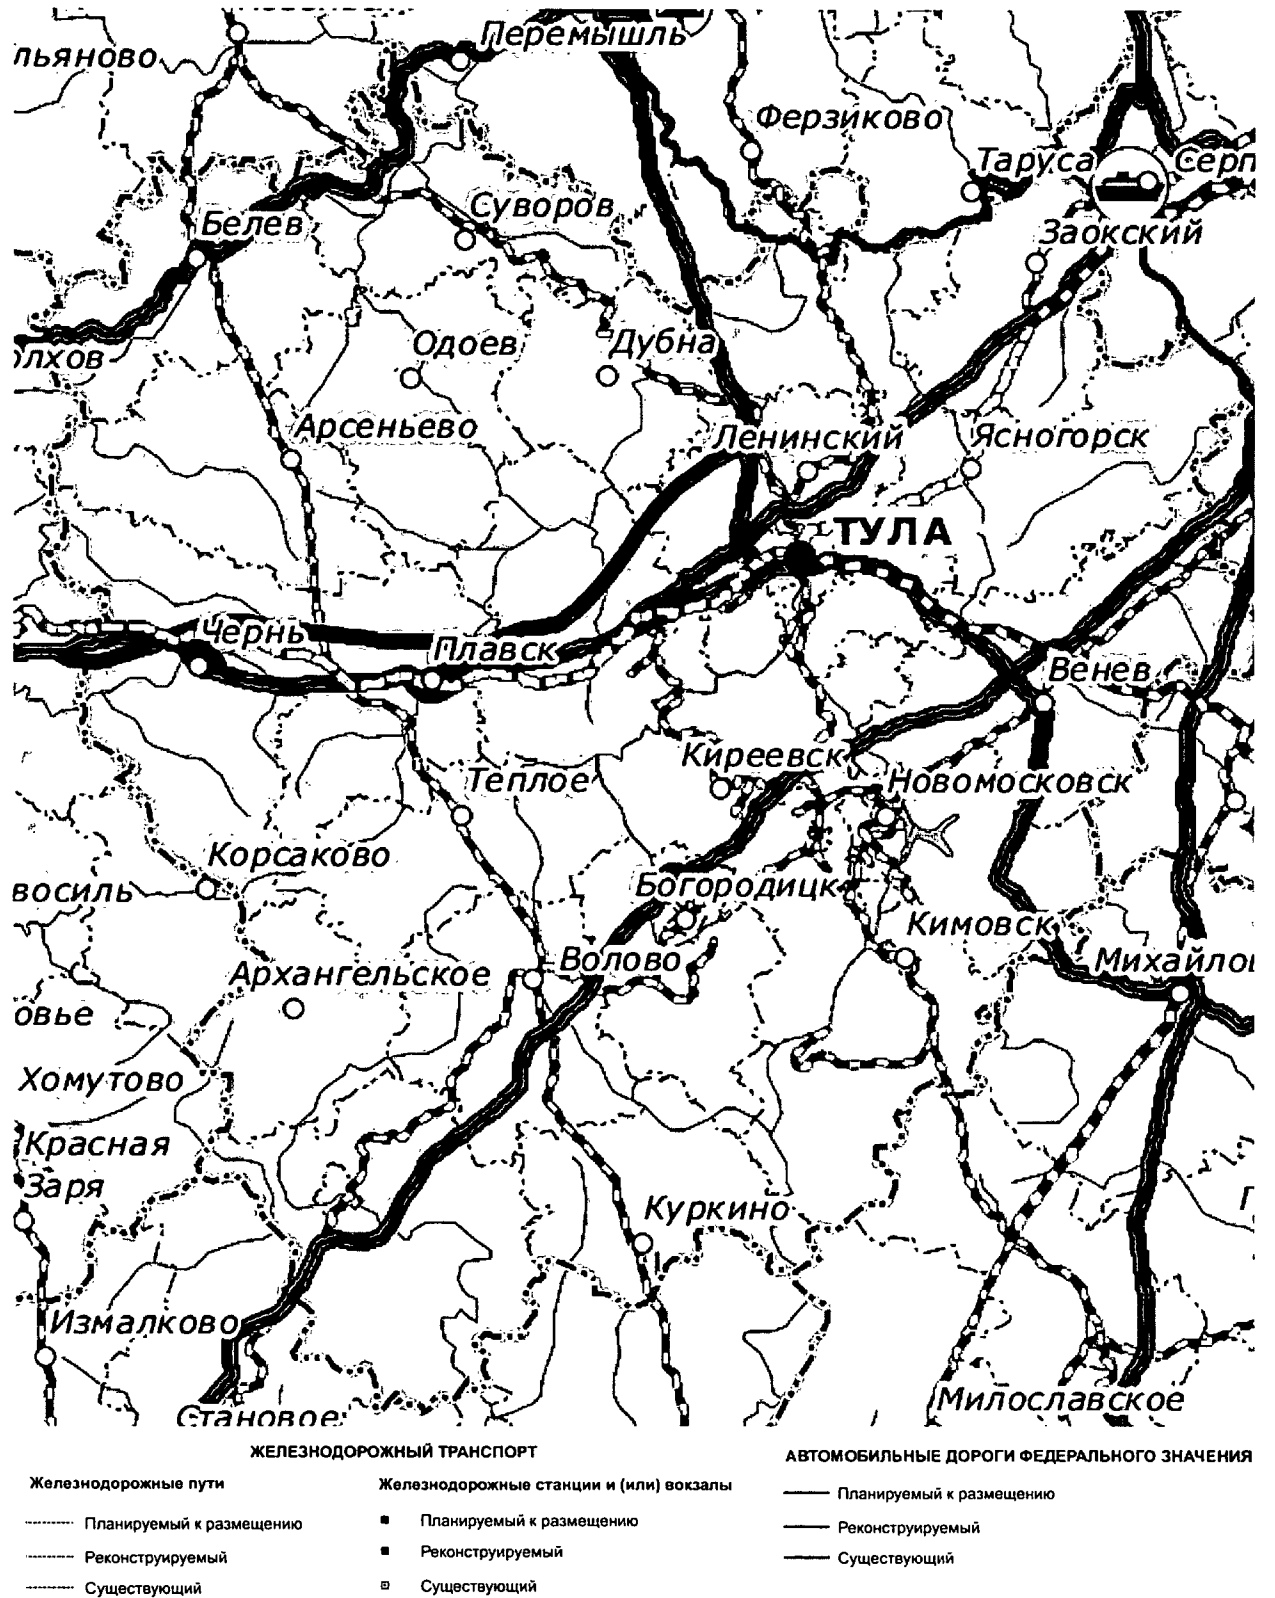 Перемышль
льяново
Ферзиково
Таруса
Серп
Суворов
Белев
Заокский
Одоев
Дубна
олхов
Арсеньево
Ленинский
Ясногорск
ТУЛА
Чернь
Плавск
Венев
Киреевск
Теплое
Новомосковск
Корсаково
восиль
Богородицк
Кимовск
Волово
Михайлов
Архангельское
овье
Хомутово
Красная
Заря
Куркино
Измалково
Милославское
Становое
ЖЕЛЕЗНОДОРОЖНЫЙ ТРАНСПОРТ
АВТОМОБИЛЬНЫЕ ДОРОГИ ФЕДЕРАЛЬНОГО ЗНАЧЕНИЯ
Железнодорожные пути
Железнодорожные станции и (или) вокзалы
Планируемый к размещению
Реконструируемый
Существующий
Планируемый к размещению
Реконструируемый
Существующий
Планируемый к размещению
Реконструируемый
Существующий